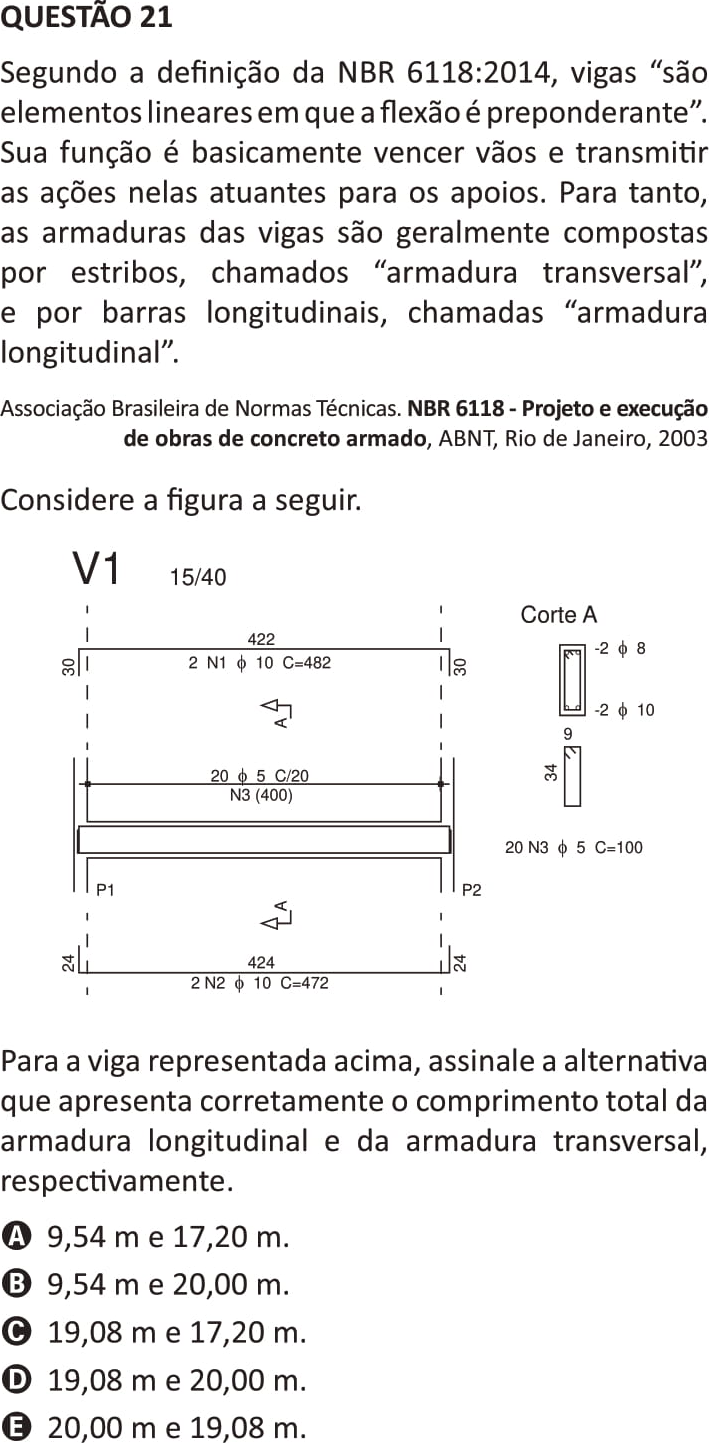 QUESTÃO 21
Segundo a definição da NBR 6118:2014, vigas “são
elementos lineares em que a flexão é preponderante”.
Sua função é basicamente vencer vãos e transmitir
as ações nelas atuantes para os apoios. Para tanto,
as armaduras das vigas são geralmente compostas
por estribos, chamados “armadura transversal”,
e por barras longitudinais, chamadas “armadura
longitudinal”.
Associação Brasileira de Normas Técnicas. NBR 6118 - Projeto e execução
de obras de concreto armado, ABNT, Rio de Janeiro, 2003
Considere a figura a seguir.
V1 15/40
422
30
2 N1 ϕ 10 C=482
30
A
20 ϕ 5 C/20
N3 (400)
P1
P2
A
24
424
2 N2 ϕ 10 C=472
24
Corte A
-2 ϕ 8
-2 ϕ 10
9
34
20 N3 ϕ 5 C=100
Para a viga representada acima, assinale a alternativa
que apresenta corretamente o comprimento total da
armadura longitudinal e da armadura transversal,
respectivamente.
A 9,54 m e 17,20 m.
B 9,54 m e 20,00 m.
C 19,08 m e 17,20 m.
D 19,08 m e 20,00 m.
E 20,00 m e 19,08 m.